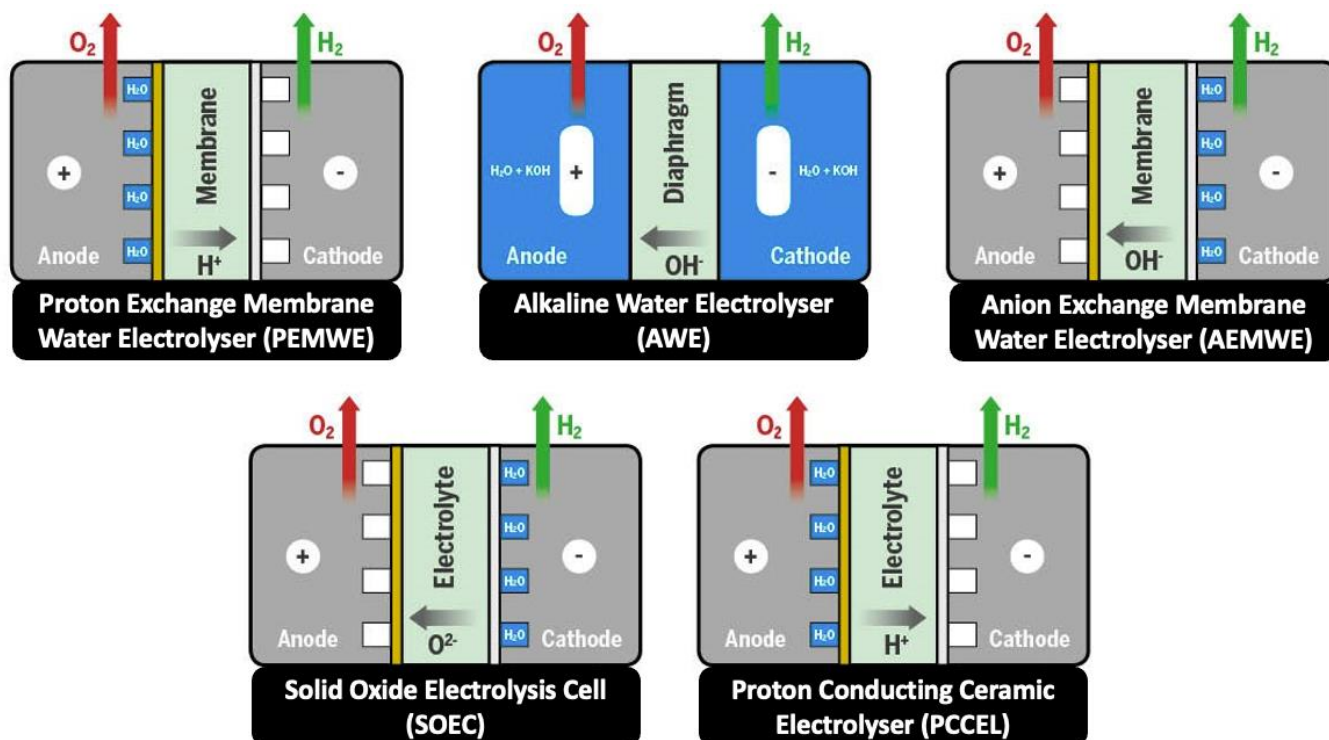 O₂
H₂
H₂O
H₂O
H₂O
H₂O
Membrane
+
-
Anode
Cathode
H⁺
Proton Exchange Membrane
Water Electrolyser (PEMWE)
O₂
H₂
H₂O + KOH
+
Diaphragm
-
H₂O + KOH
Anode
Cathode
OH⁻
Alkaline Water Electrolyser
(AWE)
O₂
H₂
Membrane
H₂O
H₂O
H₂O
H₂O
+
-
Anode
Cathode
OH⁻
Anion Exchange Membrane
Water Electrolyser (AEMWE)
O₂
H₂
Electrolyte
H₂O
H₂O
H₂O
H₂O
+
-
Anode
Cathode
O²⁻
Solid Oxide Electrolysis Cell
(SOEC)
O₂
H₂
H₂O
H₂O
H₂O
H₂O
Electrolyte
+
-
Anode
Cathode
H⁺
Proton Conducting Ceramic
Electrolyser (PCCEL)